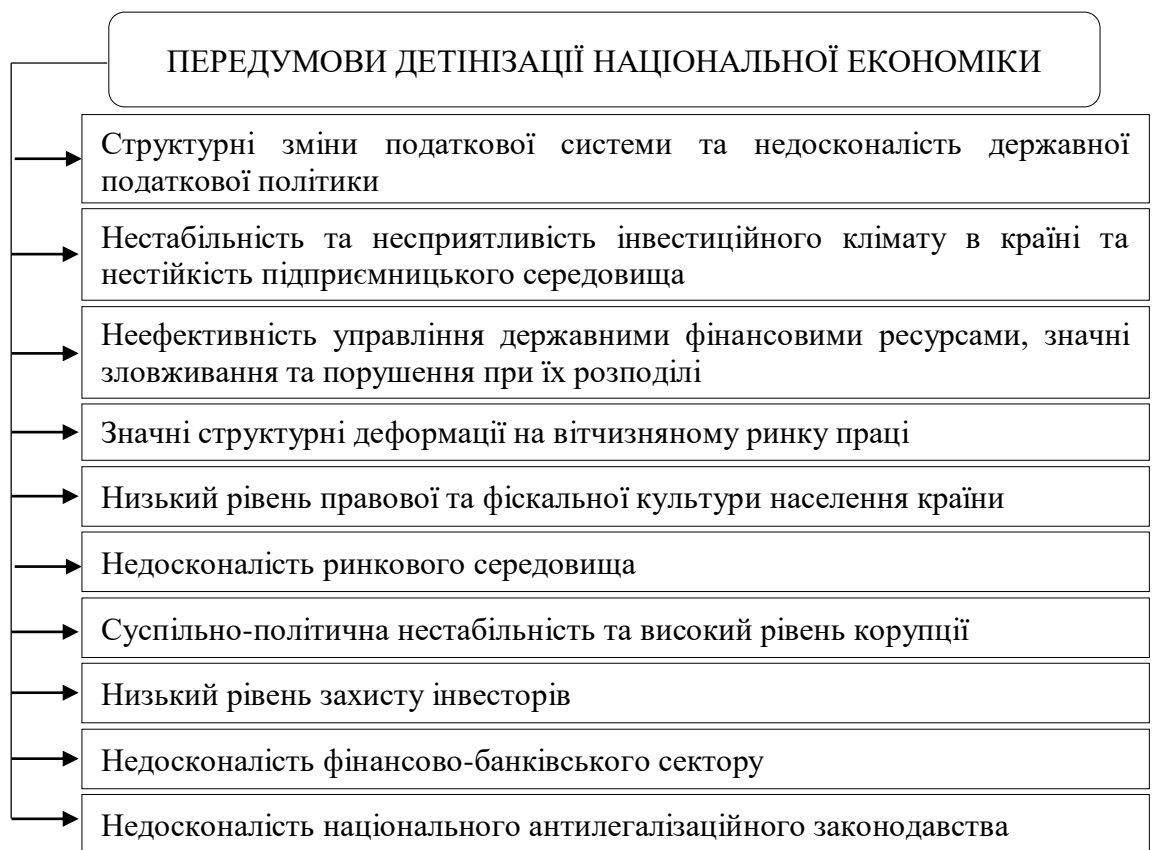 ПЕРЕДУМОВИ ДЕТІНІЗАЦІЇ НАЦІОНАЛЬНОЇ ЕКОНОМІКИ
Структурні зміни податкової системи та недосконалість державної
податкової політики
Нестабільність та несприятливість інвестиційного клімату в країні та
нестійкість підприємницького середовища
Неефективність управління державними фінансовими ресурсами, значні
зловживання та порушення при їх розподілі
Значні структурні деформації на вітчизняному ринку праці
Низький рівень правової та фіскальної культури населення країни
Недосконалість ринкового середовища
Суспільно-політична нестабільність та високий рівень корупції
Низький рівень захисту інвесторів
Недосконалість фінансово-банківського сектору
Недосконалість національного антилегалізаційного законодавства